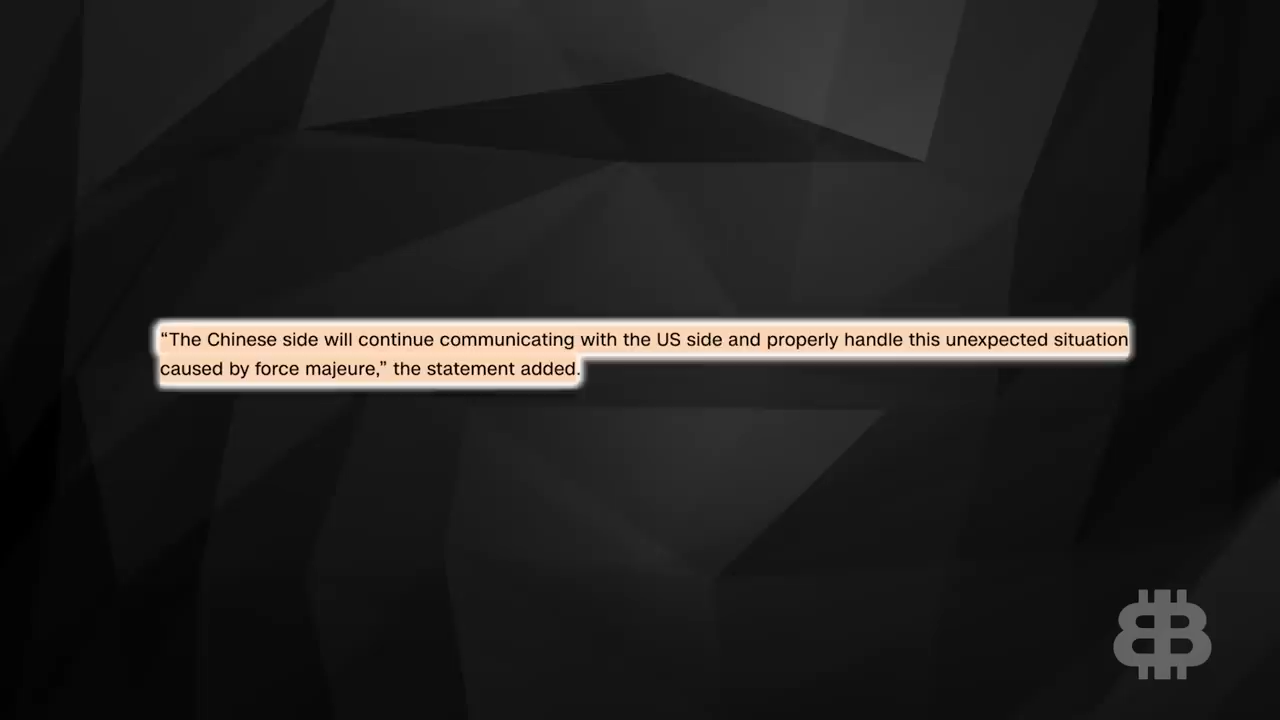 “The Chinese side will continue communicating with the US side and properly handle this unexpected situation
caused by force majeure,” the statement added.